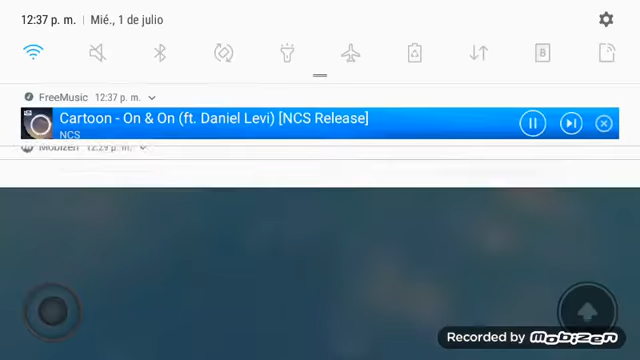 12:37 p. m. | Mié., 1 de julio
FreeMusic 12:37 p. m.
Cartoon - On & On (ft. Daniel Levi) [NCS Release]
NCS
Mobizen 12:29 p. m.
Recorded by Mobizen